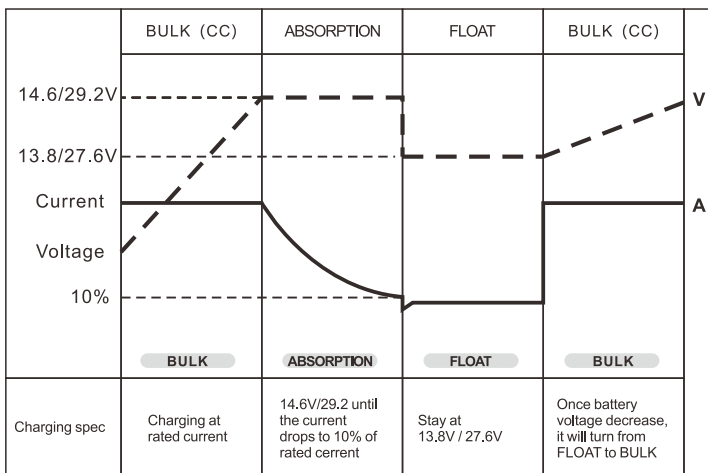 BULK (CC)
ABSORPTION
FLOAT
BULK (CC)
14.6/29.2V
V
13.8/27.6V
Current
A
Voltage
10%
BULK
ABSORPTION
FLOAT
BULK
Charging spec
Charging at
rated current
14.6V/29.2 until
the current
drops to 10% of
rated cerrent
Stay at
13.8V / 27.6V
Once battery
voltage decrease,
it will turn from
FLOAT to BULK